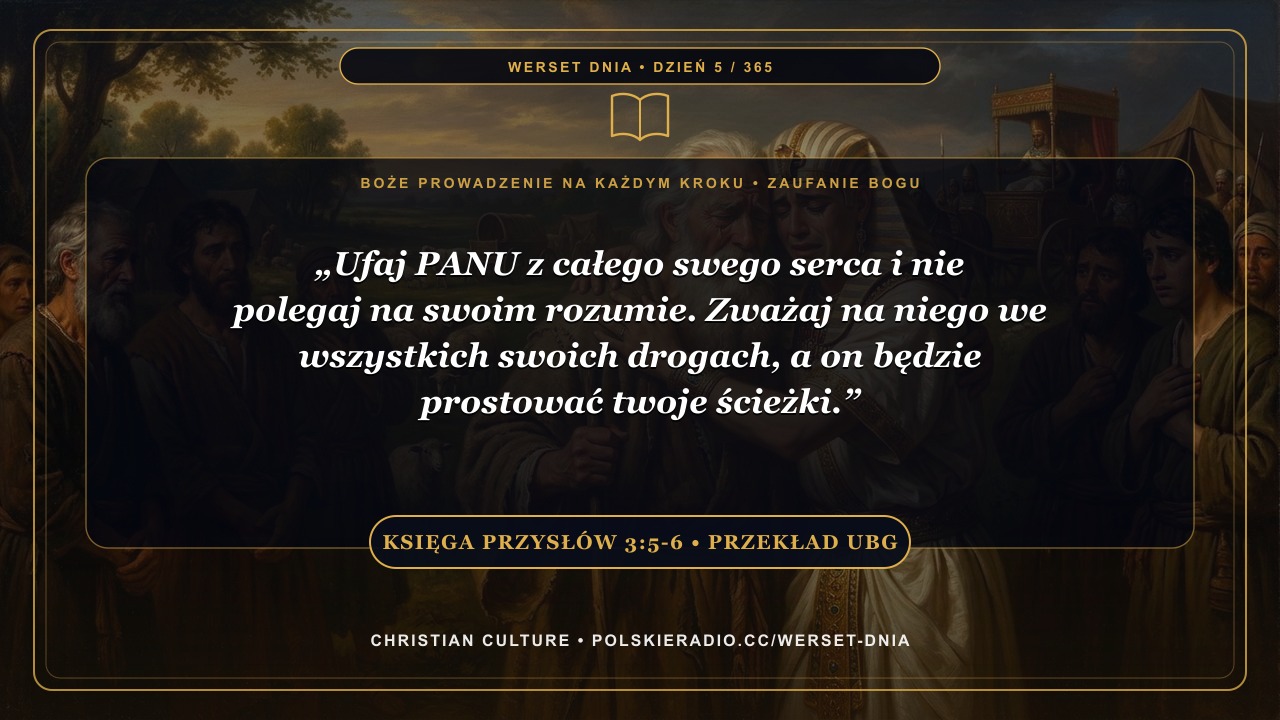 WERSET DNIA • DZIEŃ 5 / 365
BOŻE PROWADZENIE NA KAŻDYM KROKU • ZAUFANIE BOGU
„Ufaj PANU z całego swego serca i nie
polegaj na swoim rozumie. Zważaj na niego we
wszystkich swoich drogach, a on będzie
prostować twoje ścieżki.”
KSIĘGA PRZYSŁÓW 3:5-6 • PRZEKŁAD UBG
CHRISTIAN CULTURE • POLSKIERADIO.CC/WERSET-DNIA